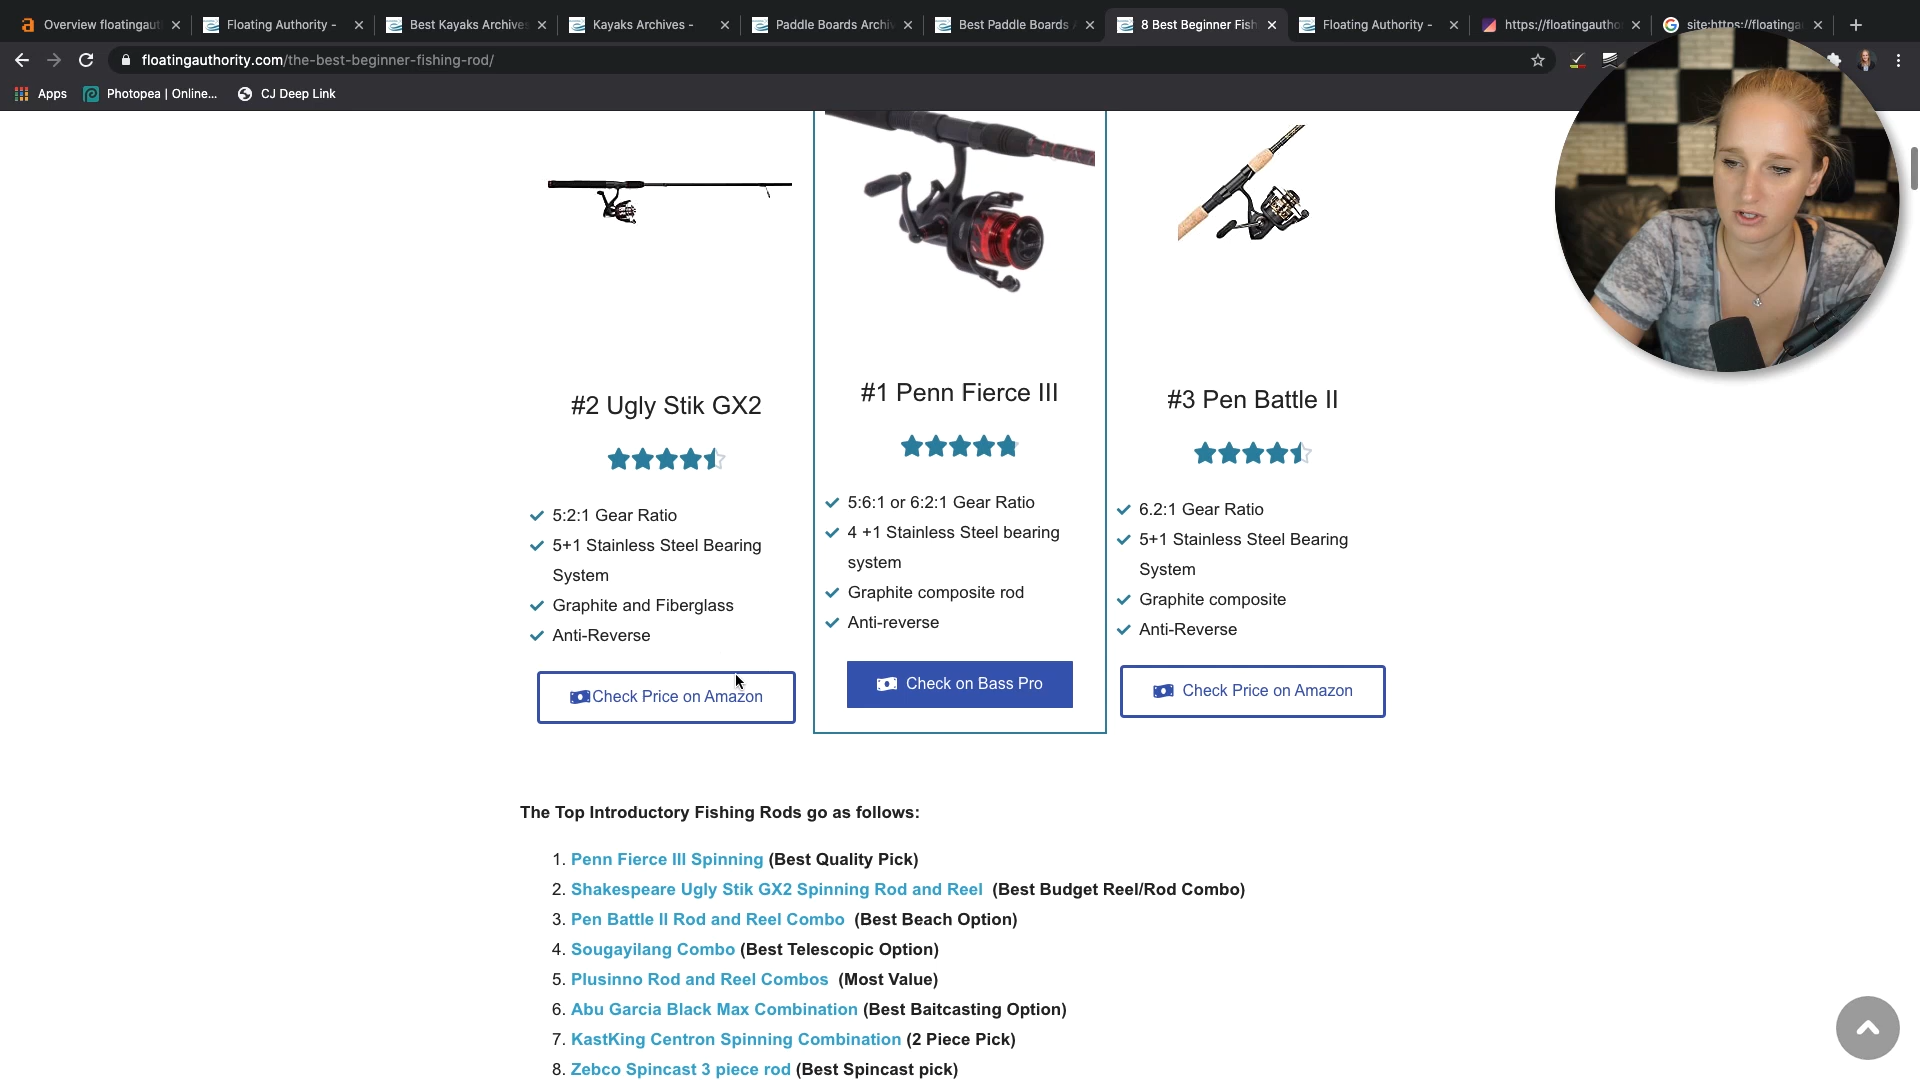 Overview floatingaut
Floating Authority -
Best Kayaks Archives
Kayaks Archives -
Paddle Boards Archi
Best Paddle Boards A
8 Best Beginner Fish
Floating Authority -
https://floatingautho
site:https://floatinga
floatingauthority.com/the-best-beginner-fishing-rod/
Apps
Photopea | Online...
CJ Deep Link
#2 Ugly Stik GX2
5:2:1 Gear Ratio
5+1 Stainless Steel Bearing
System
Graphite and Fiberglass
Anti-Reverse
Check Price on Amazon
#1 Penn Fierce III
5:6:1 or 6:2:1 Gear Ratio
4 +1 Stainless Steel bearing
system
Graphite composite rod
Anti-reverse
Check on Bass Pro
#3 Pen Battle II
6.2:1 Gear Ratio
5+1 Stainless Steel Bearing
System
Graphite composite
Anti-Reverse
Check Price on Amazon
The Top Introductory Fishing Rods go as follows:
1. Penn Fierce III Spinning (Best Quality Pick)
2. Shakespeare Ugly Stik GX2 Spinning Rod and Reel (Best Budget Reel/Rod Combo)
3. Pen Battle II Rod and Reel Combo (Best Beach Option)
4. Sougayilang Combo (Best Telescopic Option)
5. Plusinno Rod and Reel Combos (Most Value)
6. Abu Garcia Black Max Combination (Best Baitcasting Option)
7. KastKing Centron Spinning Combination (2 Piece Pick)
8. Zebco Spincast 3 piece rod (Best Spincast pick)